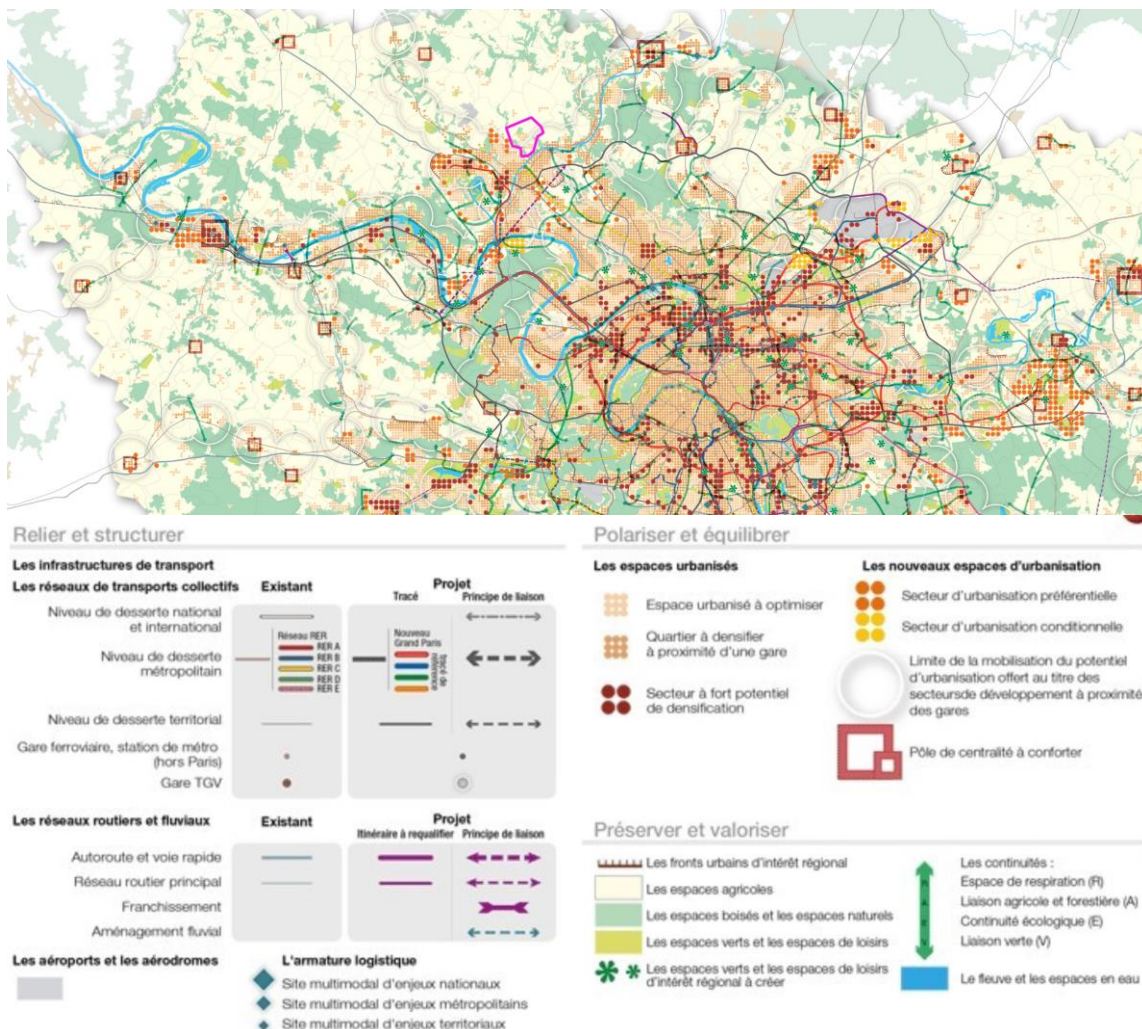 Relier et structurer
Les infrastructures de transport
Les réseaux de transports collectifs
Existant
Projet
Tracé
Principe de liaison
Niveau de desserte national
et international
Niveau de desserte
métropolitain
Réseau RER
RER A
RER B
RER C
RER D
RER E
Nouveau
Grand Paris
tracé de
référence
Niveau de desserte territorial
Gare ferroviaire, station de métro
(hors Paris)
Gare TGV
Les réseaux routiers et fluviaux
Existant
Projet
Itinéraire à requalifier
Principe de liaison
Autoroute et voie rapide
Réseau routier principal
Franchissement
Aménagement fluvial
Les aéroports et les aérodromes
L'armature logistique
Site multimodal d'enjeux nationaux
Site multimodal d'enjeux métropolitains
Site multimodal d'enjeux territoriaux
Polariser et équilibrer
Les espaces urbanisés
Espace urbanisé à optimiser
Quartier à densifier
à proximité d'une gare
Secteur à fort potentiel
de densification
Les nouveaux espaces d'urbanisation
Secteur d'urbanisation préférentielle
Secteur d'urbanisation conditionnelle
Limite de la mobilisation du potentiel
d'urbanisation offert au titre des
secteursde développement à proximité
des gares
Pôle de centralité à conforter
Préserver et valoriser
Les fronts urbains d'intérêt régional
Les espaces agricoles
Les espaces boisés et les espaces naturels
Les espaces verts et les espaces de loisirs
Les espaces verts et les espaces de loisirs
d'intérêt régional à créer
R
A
E
V
Les continuités :
Espace de respiration (R)
Liaison agricole et forestière (A)
Continuité écologique (E)
Liaison verte (V)
Le fleuve et les espaces en eau